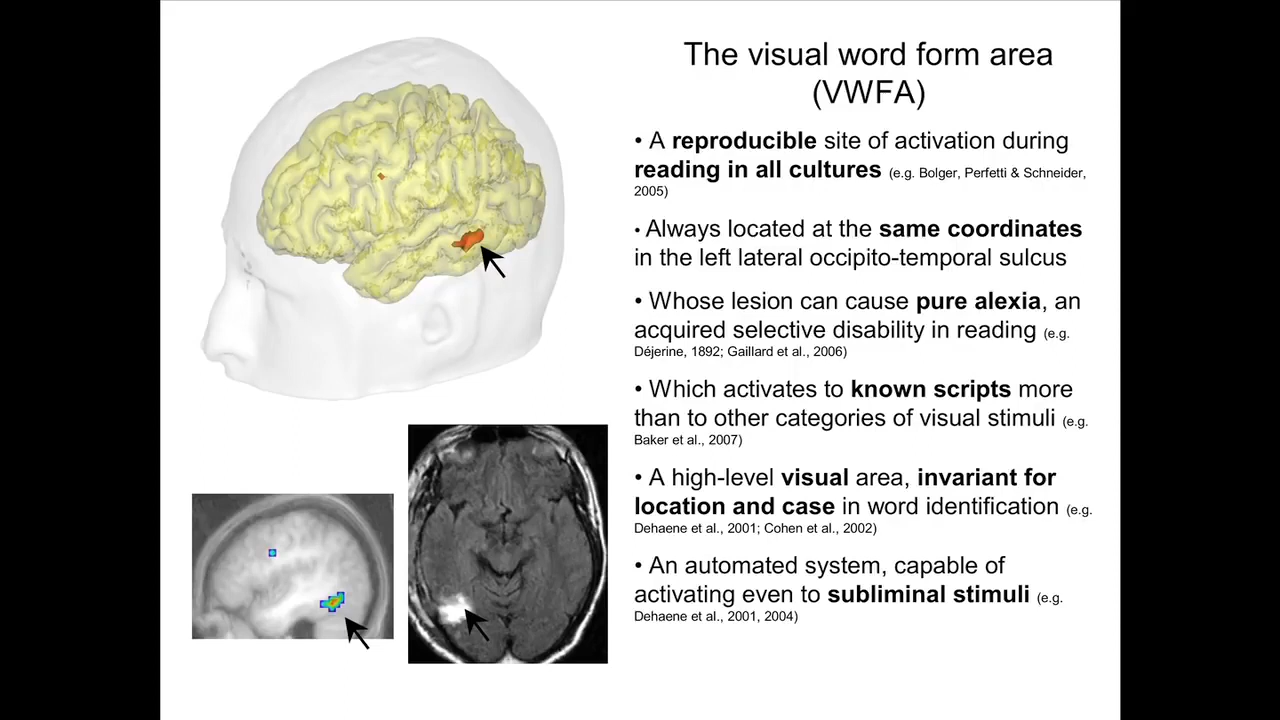 The visual word form area
(VWFA)
• A reproducible site of activation during
reading in all cultures (e.g. Bolger, Perfetti & Schneider,
2005)
• Always located at the same coordinates
in the left lateral occipito-temporal sulcus
• Whose lesion can cause pure alexia, an
acquired selective disability in reading (e.g.
Déjerine, 1892; Gaillard et al., 2006)
• Which activates to known scripts more
than to other categories of visual stimuli (e.g.
Baker et al., 2007)
• A high-level visual area, invariant for
location and case in word identification (e.g.
Dehaene et al., 2001; Cohen et al., 2002)
• An automated system, capable of
activating even to subliminal stimuli (e.g.
Dehaene et al., 2001, 2004)